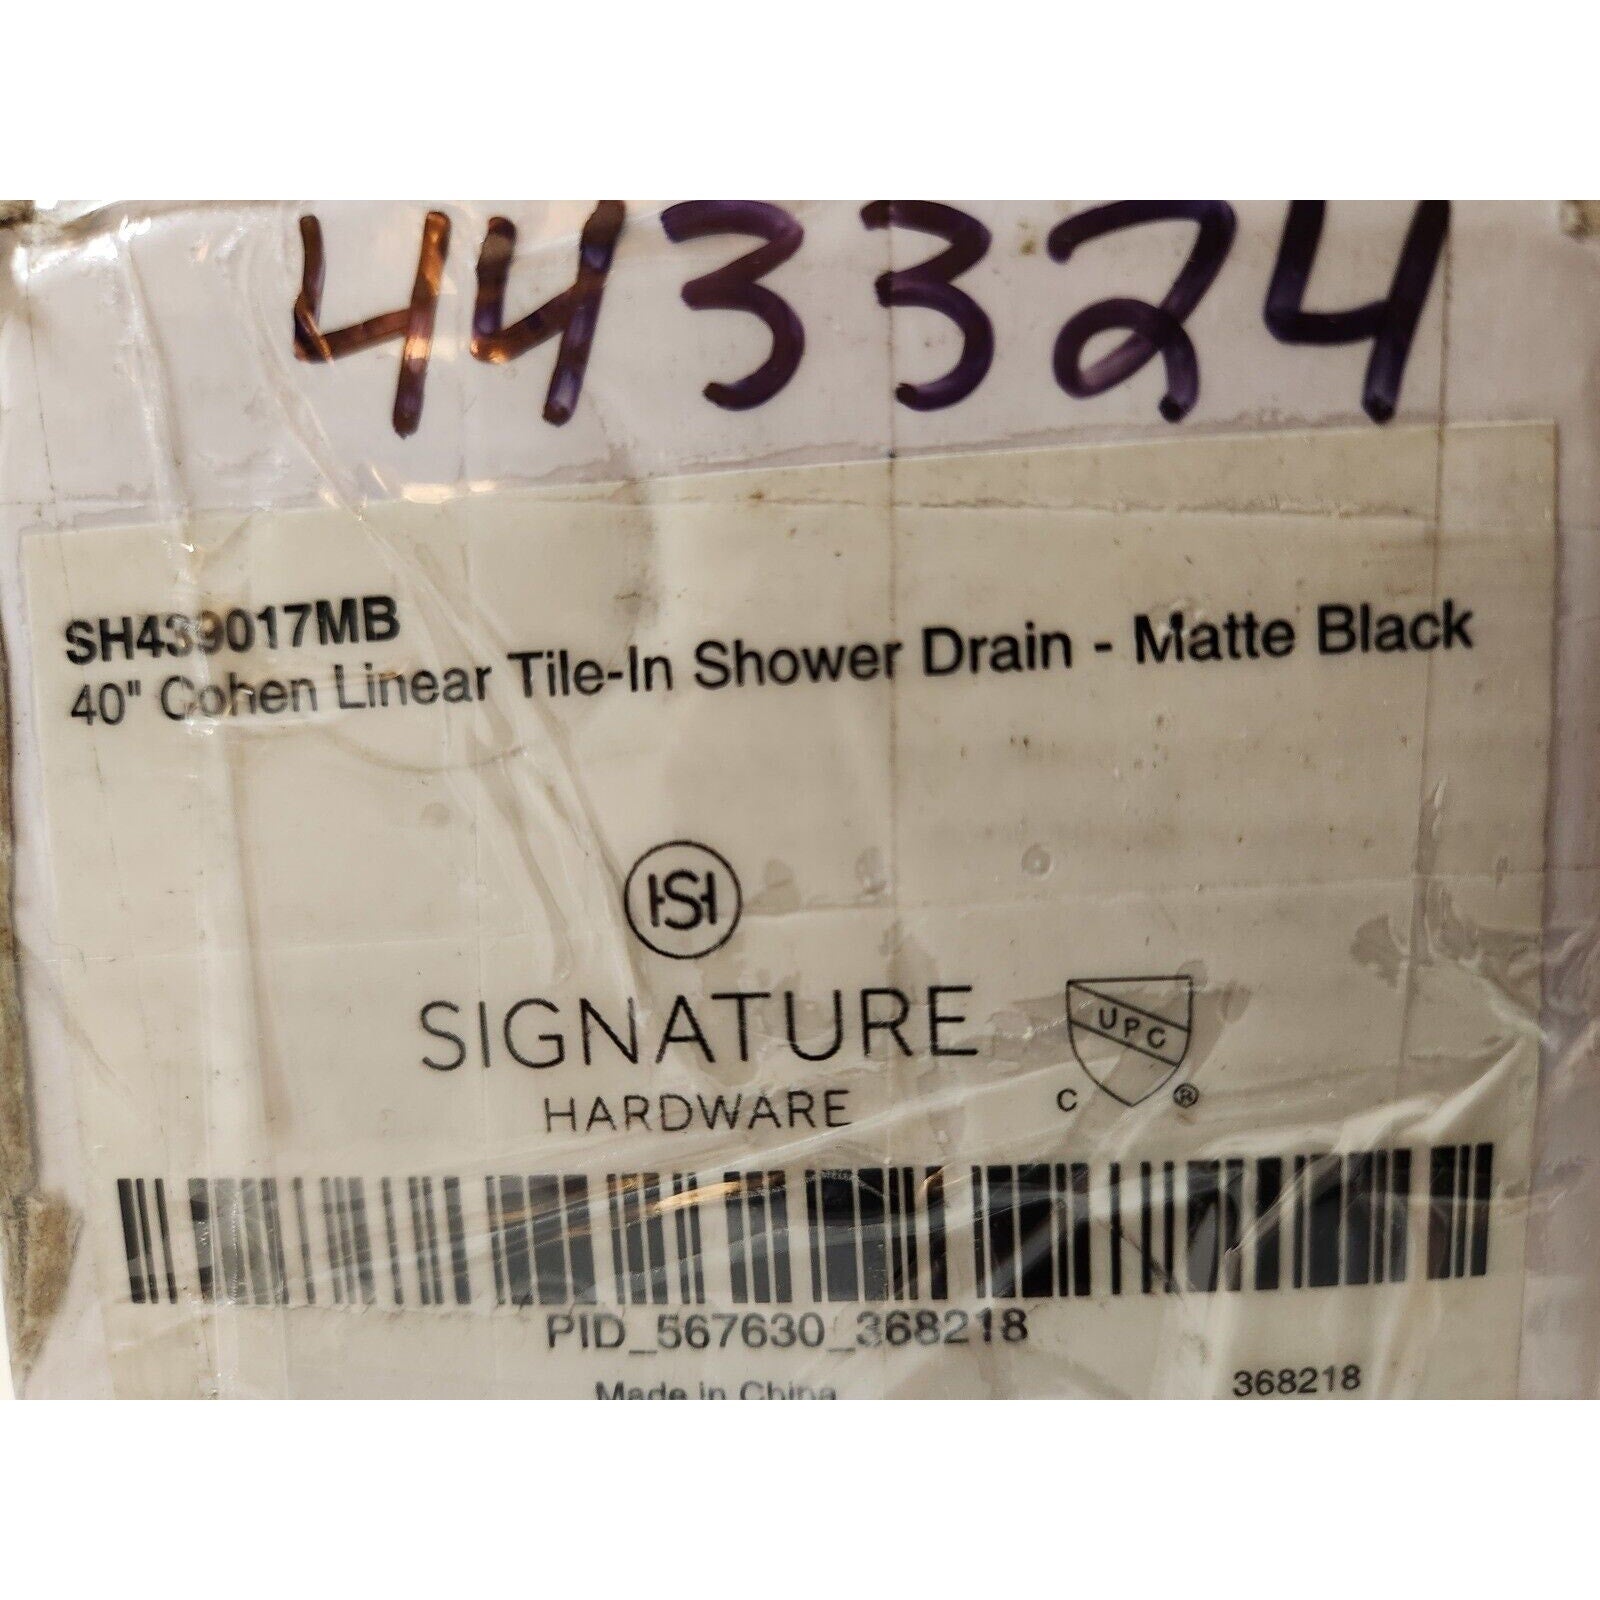 443324
SH439017MB
40" Cohen Linear Tile-In Shower Drain - Matte Black
HS
SIGNATURE
HARDWARE
UPC
C ®
PID_567630_368218
Made in China
368218